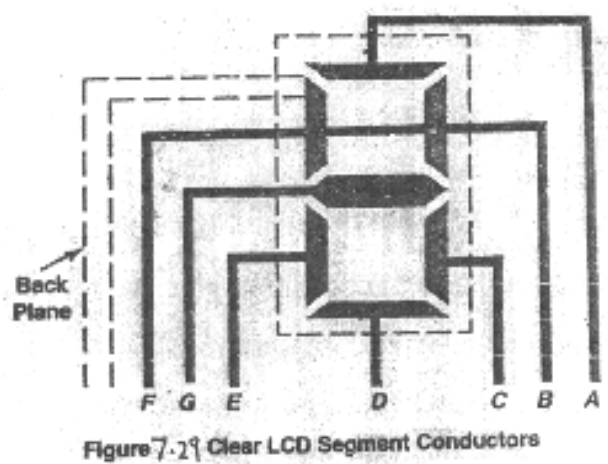 Back
Plane
F G E D C B A
Figure 7.29 Clear LCD Segment Conductors